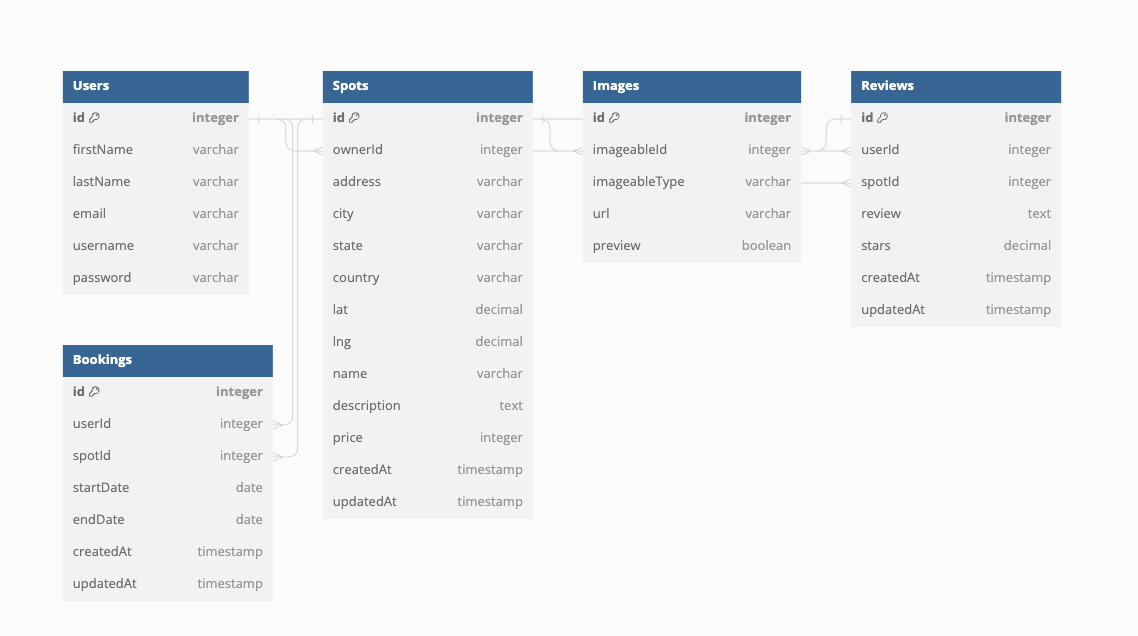 Users
id integer
firstName varchar
lastName varchar
email varchar
username varchar
password varchar
Bookings
id integer
userId integer
spotId integer
startDate date
endDate date
createdAt timestamp
updatedAt timestamp
Spots
id integer
ownerId integer
address varchar
city varchar
state varchar
country varchar
lat decimal
lng decimal
name varchar
description text
price integer
createdAt timestamp
updatedAt timestamp
Images
id integer
imageableId integer
imageableType varchar
url varchar
preview boolean
Reviews
id integer
userId integer
spotId integer
review text
stars decimal
createdAt timestamp
updatedAt timestamp